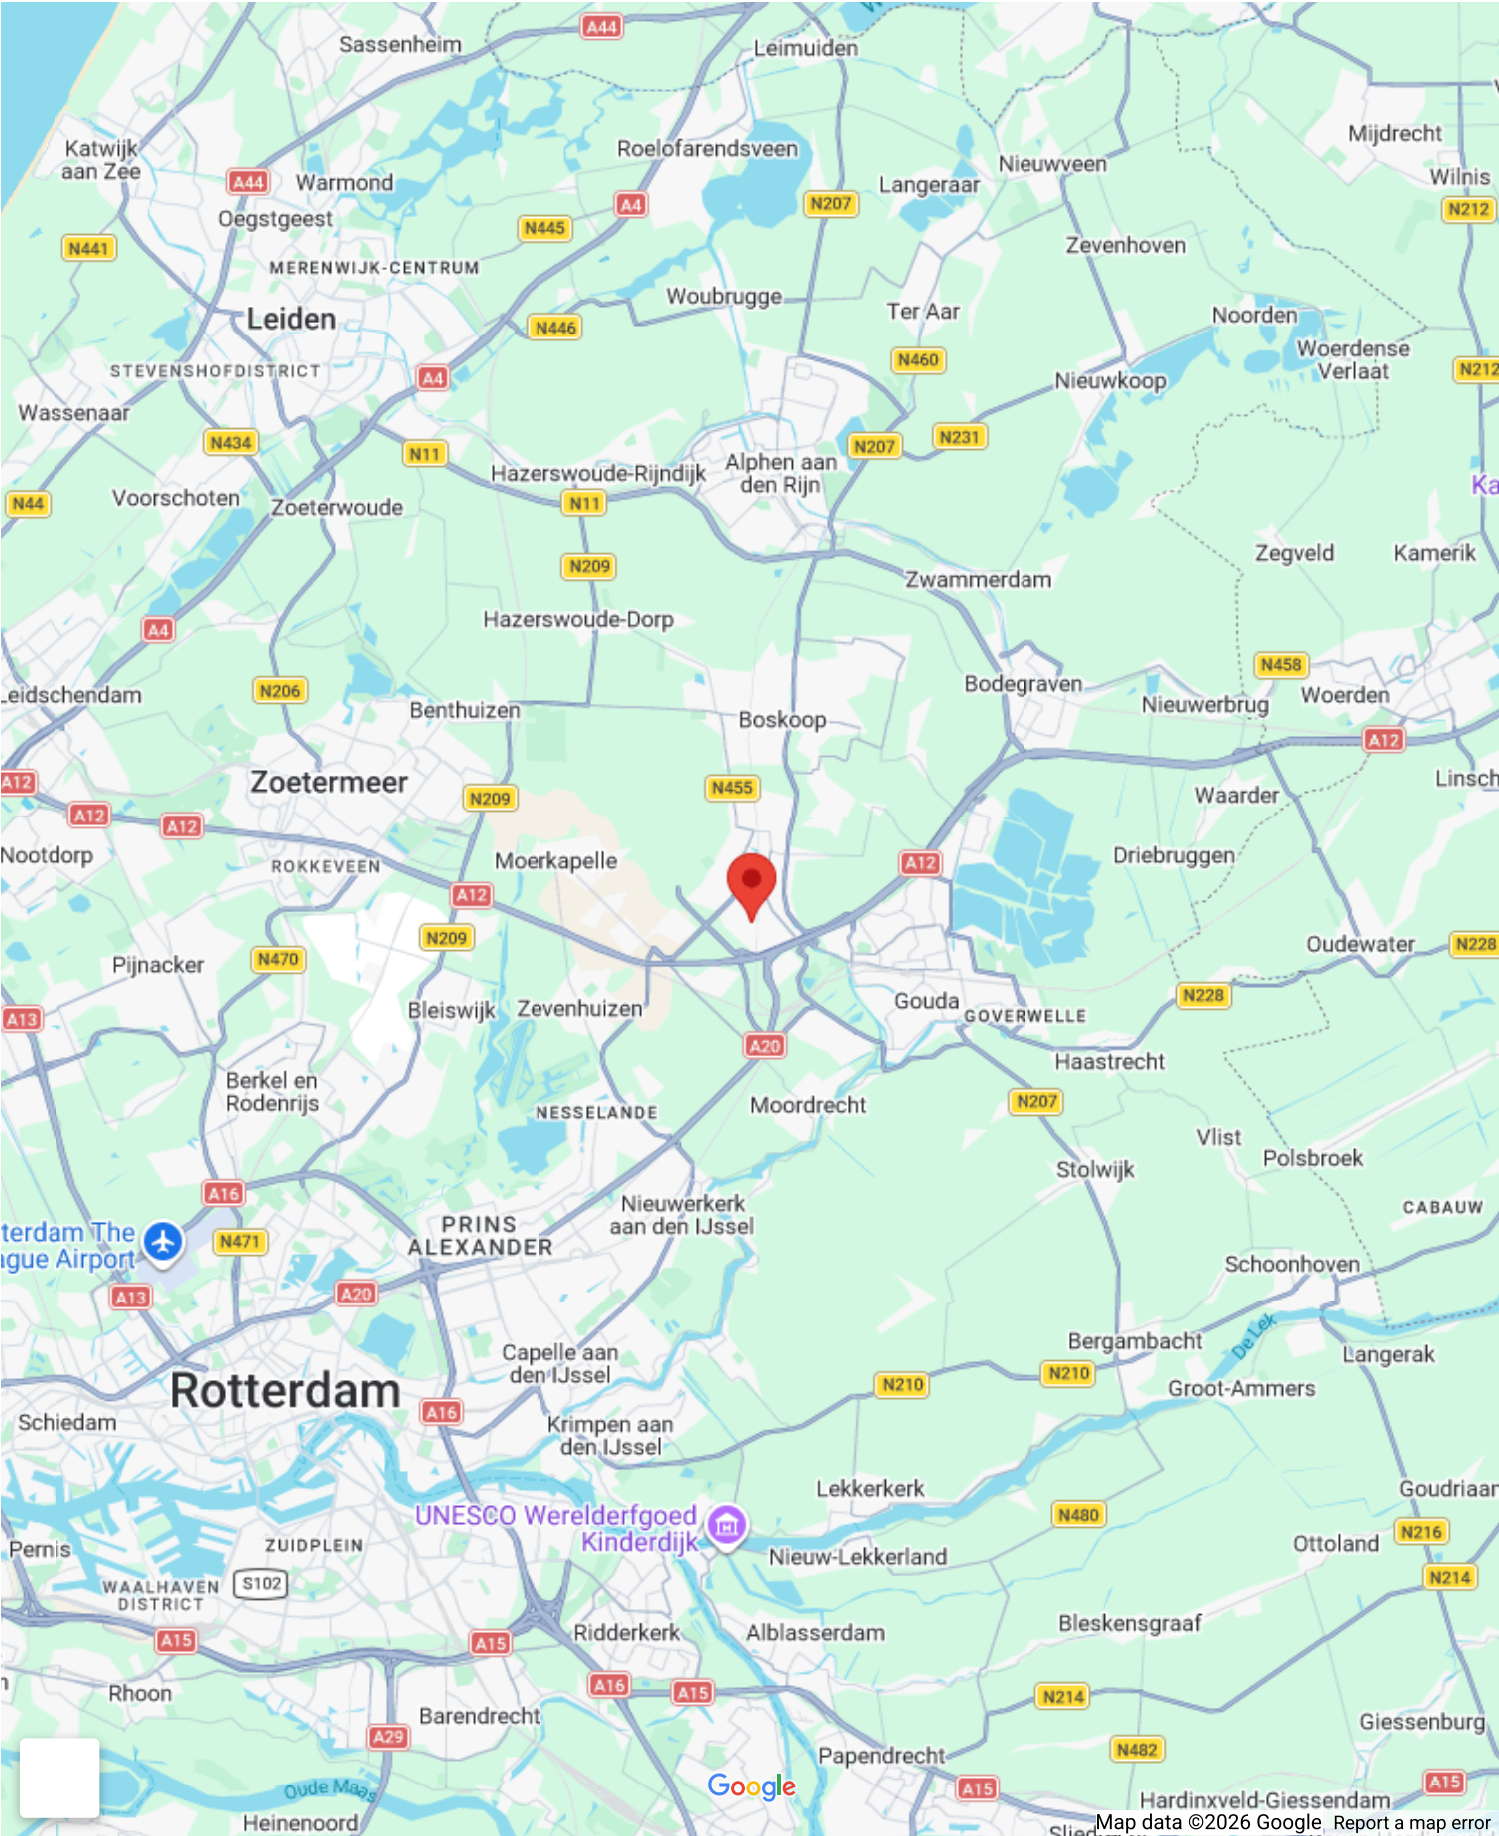 A44
Sassenheim
Leimuiden
Katwijk
aan Zee
Roelofarendsveen
Mijdrecht
Nieuwveen
A44
Warmond
Langeraar
Wilnis
Oegstgeest
A4
N207
N212
N445
N441
Zevenhoven
MERENWIJK-CENTRUM
Woubrugge
Ter Aar
Noorden
Leiden
N446
Woerdense
Verlaat
STEVENSHOFDISTRICT
A4
N460
Nieuwkoop
N212
Wassenaar
N434
N11
N207
N231
Hazerswoude-Rijndijk
Alphen aan
den Rijn
Ka
N44
Voorschoten
Zoeterwoude
N11
Zegveld
Kamerik
N209
Zwammerdam
Hazerswoude-Dorp
A4
Leidschendam
N206
Bodegraven
N458
Woerden
Nieuwerbrug
Benthuizen
Boskoop
A12
A12
Zoetermeer
N455
Linsch
N209
Waarder
A12
A12
Nootdorp
ROKKEVEEN
Moerkapelle
A12
Driebruggen
A12
N209
Oudewater
N228
Pijnacker
N470
N228
Bleiswijk
Zevenhuizen
Gouda
GOVERWELLE
A13
A20
Haastrecht
Berkel en
Rodenrijs
NESSELANDE
Moordrecht
N207
Vlist
Polsbroek
Stolwijk
A16
Nieuwerkerk
aan den IJssel
CABAUW
terdam The
ague Airport
N471
PRINS
ALEXANDER
Schoonhoven
A13
A20
De Lek
Bergambacht
Langerak
Capelle aan
den IJssel
N210
N210
Groot-Ammers
Rotterdam
A16
Schiedam
Krimpen aan
den IJssel
Lekkerkerk
Goudriaan
UNESCO Werelderfgoed
Kinderdijk
N480
N216
Pernis
ZUIDPLEIN
Nieuw-Lekkerland
Ottoland
WAALHAVEN
DISTRICT
S102
N214
Bleskensgraaf
A15
A15
Ridderkerk
Alblasserdam
Rhoon
A16
A15
N214
Barendrecht
Giessenburg
A29
Papendrecht
N482
Oude Maas
Google
A15
A15
Hardinxveld-Giessendam
Heinenoord
Map data ©2026 Google
Report a map error